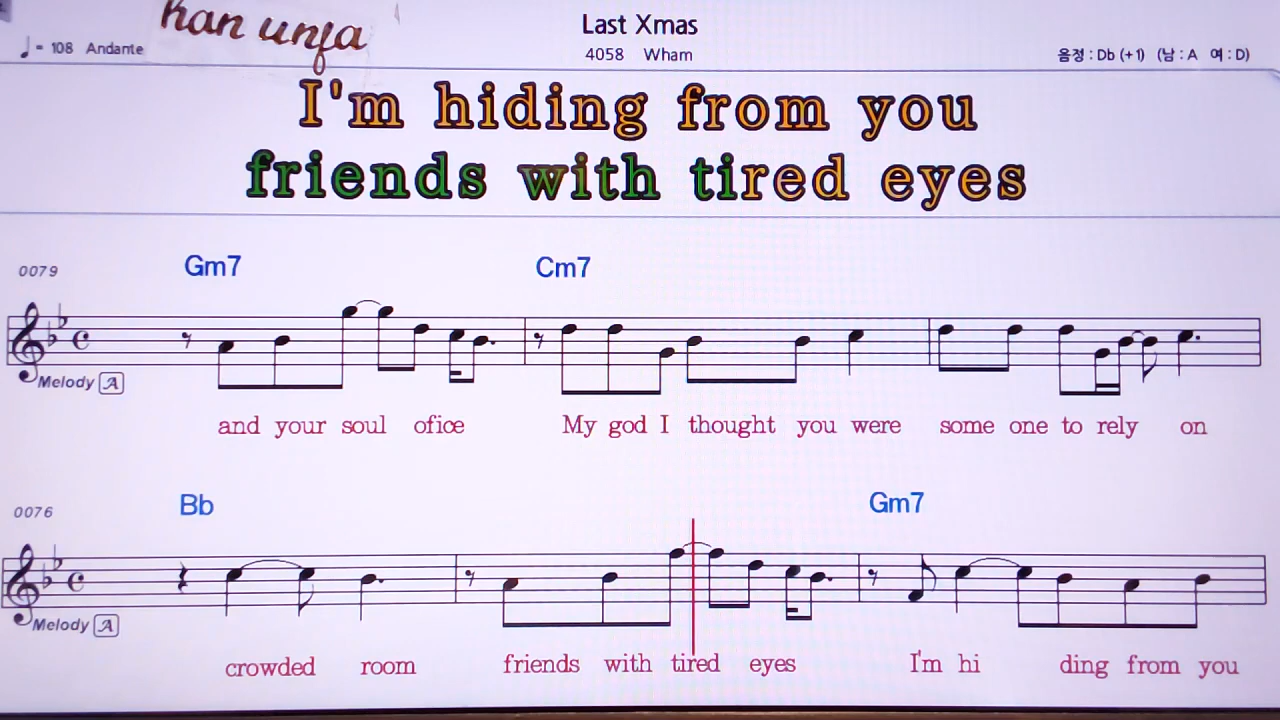 han unfa
Last Xmas
♩= 108 Andante
4058 Wham
음정 : Db (+1) (남 : A 여 : D)
I'm hiding from you
friends with tired eyes
0079
Gm7
Cm7
Melody A
and your soul ofice My god I thought you were some one to rely on
0076
Bb
Gm7
Melody A
crowded room friends with tired eyes I'm hi ding from you